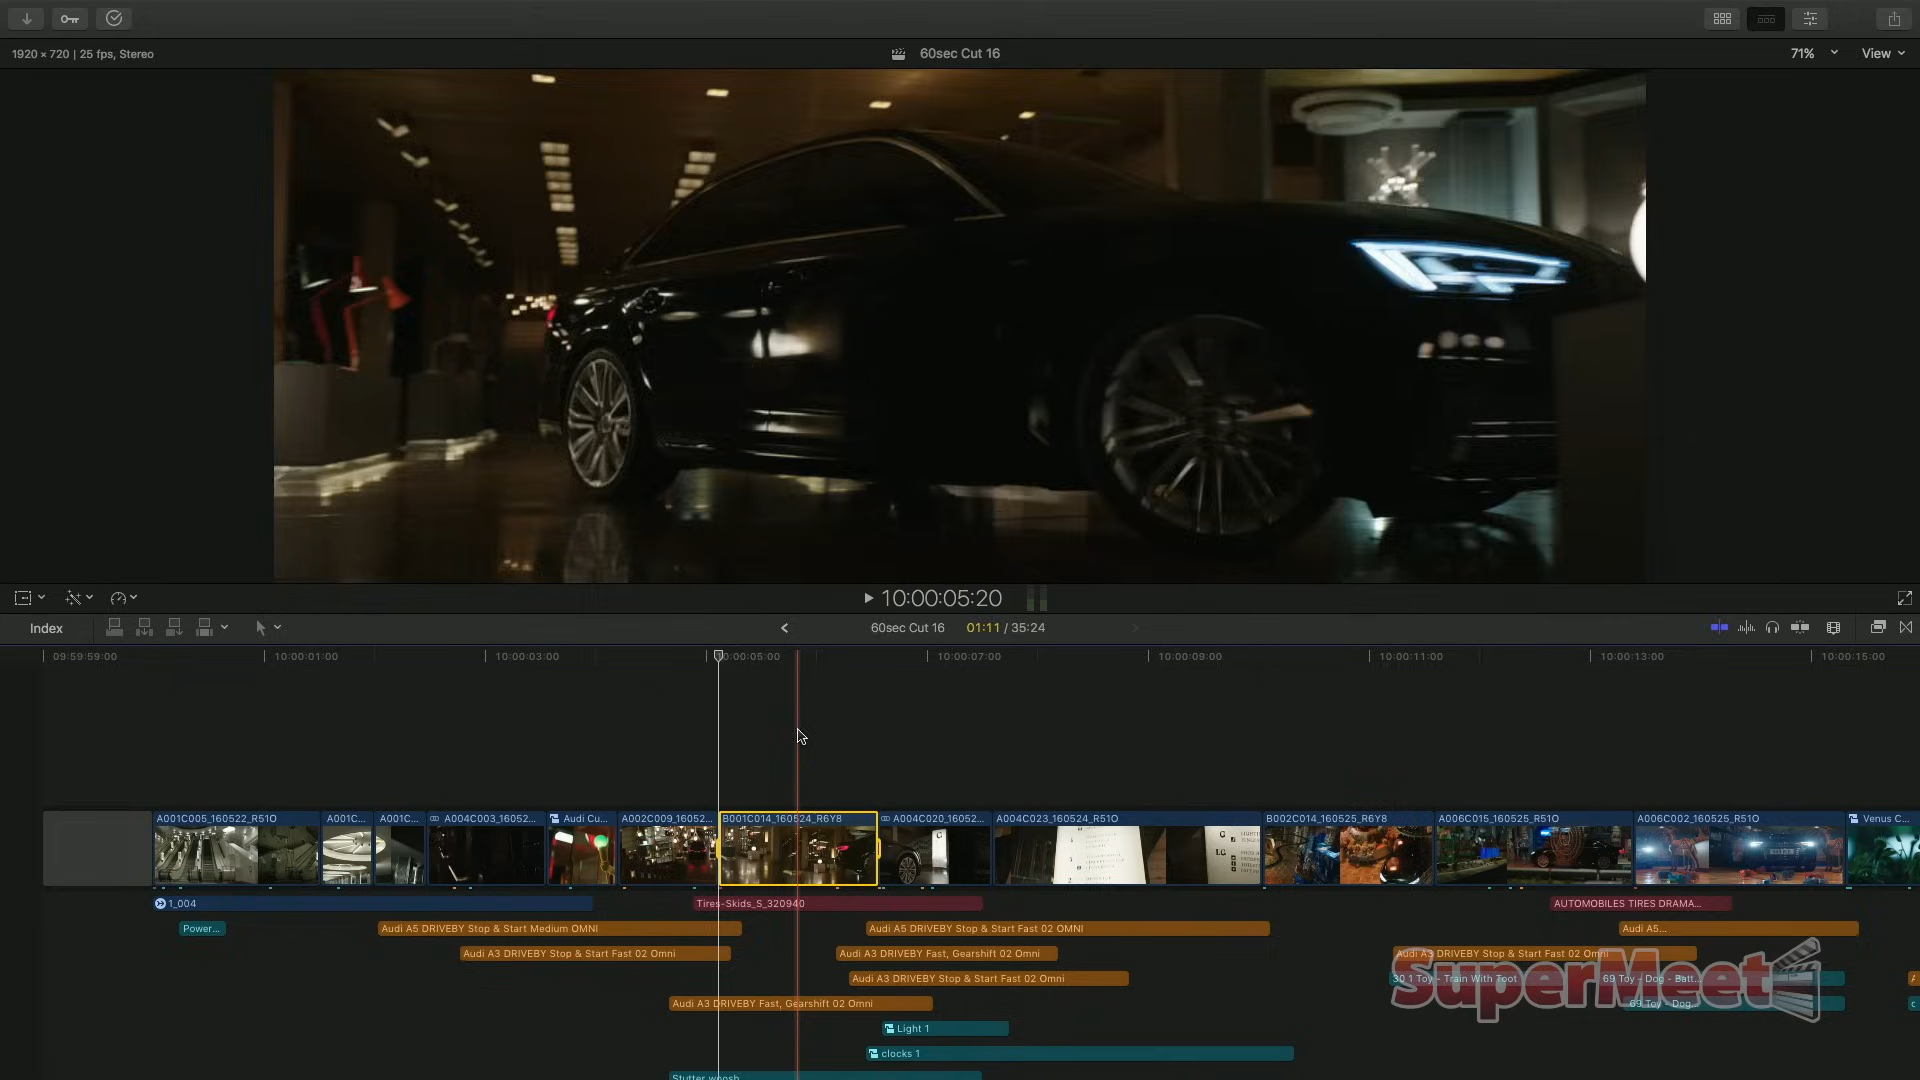 1920 × 720 | 25 fps, Stereo
60sec Cut 16
71%
View
10:00:05:20
Index
60sec Cut 16
01:11 / 35:24
09:59:59:00
10:00:01:00
10:00:03:00
10:00:05:00
10:00:07:00
10:00:09:00
10:00:11:00
10:00:13:00
10:00:15:00
A001C005_160522_R51O
A001C...
A001C...
A004C003_16052...
Audi Cu...
A002C009_16052...
B001C014_160524_R6Y8
A004C020_16052...
A004C023_160524_R51O
B002C014_160525_R6Y8
A006C015_160525_R51O
A006C002_160525_R51O
Venus C...
1_004
Tires-Skids_S_320940
AUTOMOBILES TIRES DRAMA...
Power...
Audi A5 DRIVEBY Stop & Start Medium OMNI
Audi A5 DRIVEBY Stop & Start Fast 02 OMNI
Audi A5...
Audi A3 DRIVEBY Stop & Start Fast 02 Omni
Audi A3 DRIVEBY Fast, Gearshift 02 Omni
Audi A3 DRIVEBY Stop & Start Fast 02 Omni
Audi A3 DRIVEBY Stop & Start Fast 02 Omni
30 1 Toy - Train With Toot
69 Toy - Dog - Batt...
SuperMeet
Audi A3 DRIVEBY Fast, Gearshift 02 Omni
69 Toy - Dog...
Light 1
clocks 1
Stutter woosh